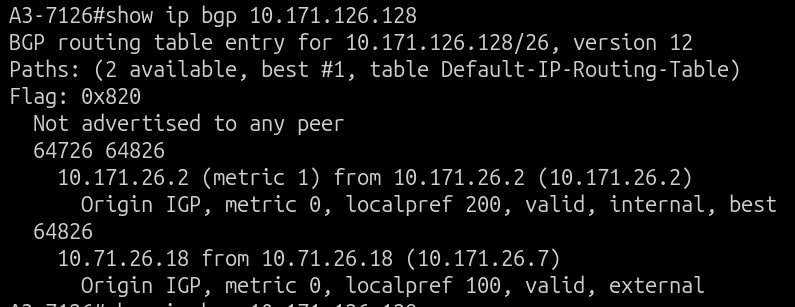 A3-7126#show ip bgp 10.171.126.128
BGP routing table entry for 10.171.126.128/26, version 12
Paths: (2 available, best #1, table Default-IP-Routing-Table)
Flag: 0x820
Not advertised to any peer
64726 64826
10.171.26.2 (metric 1) from 10.171.26.2 (10.171.26.2)
Origin IGP, metric 0, localpref 200, valid, internal, best
64826
10.71.26.18 from 10.71.26.18 (10.171.26.7)
Origin IGP, metric 0, localpref 100, valid, external